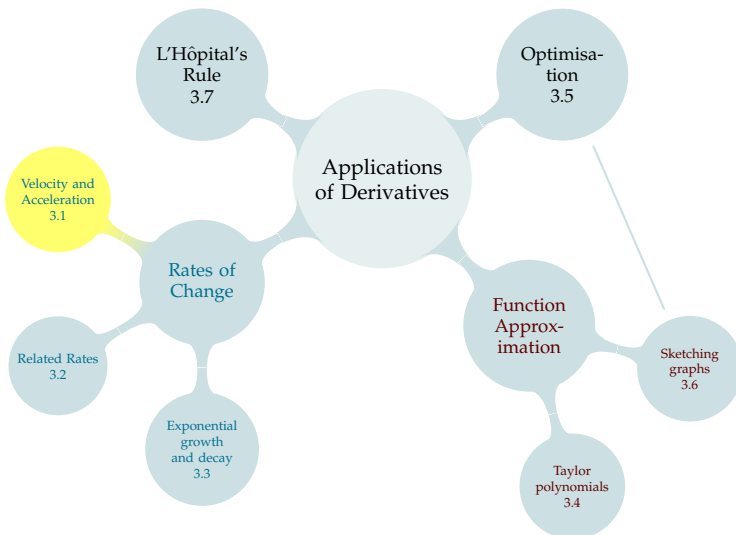 L'Hôpital's
Rule
3.7
Optimisa-
tion
3.5
Applications
of Derivatives
Velocity and
Acceleration
3.1
Rates of
Change
Function
Approx-
imation
Related Rates
3.2
Sketching
graphs
3.6
Exponential
growth
and decay
3.3
Taylor
polynomials
3.4